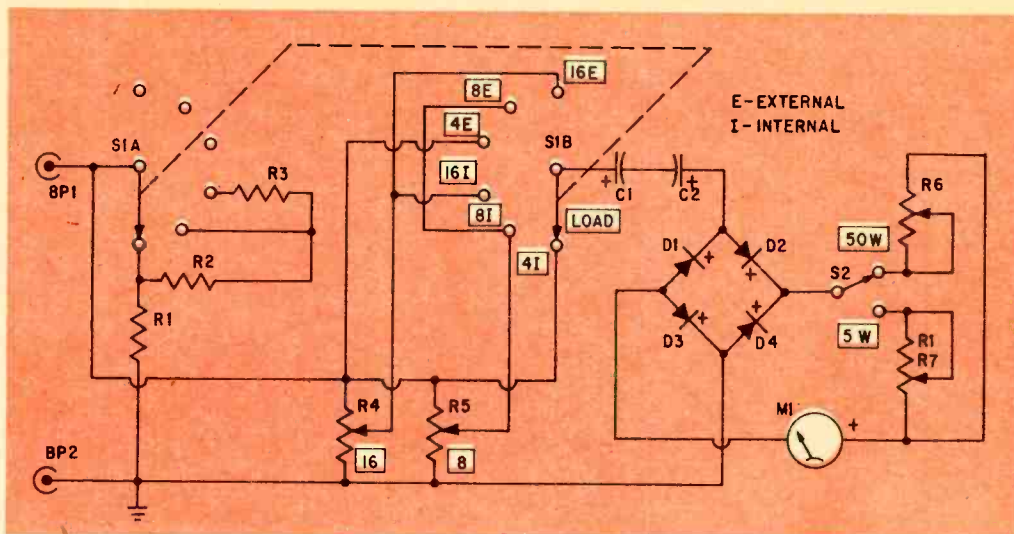 16E
8E
E-EXTERNAL
I-INTERNAL
4E
S1A
S1B
BP1
16I
R3
C1
C2
R6
8I
LOAD
50W
D1
D2
4I
R2
S2
R1
D3
D4
5W
R1
R7
R4
R5
M1
BP2
16
8
+
+
+
+
+
+
+